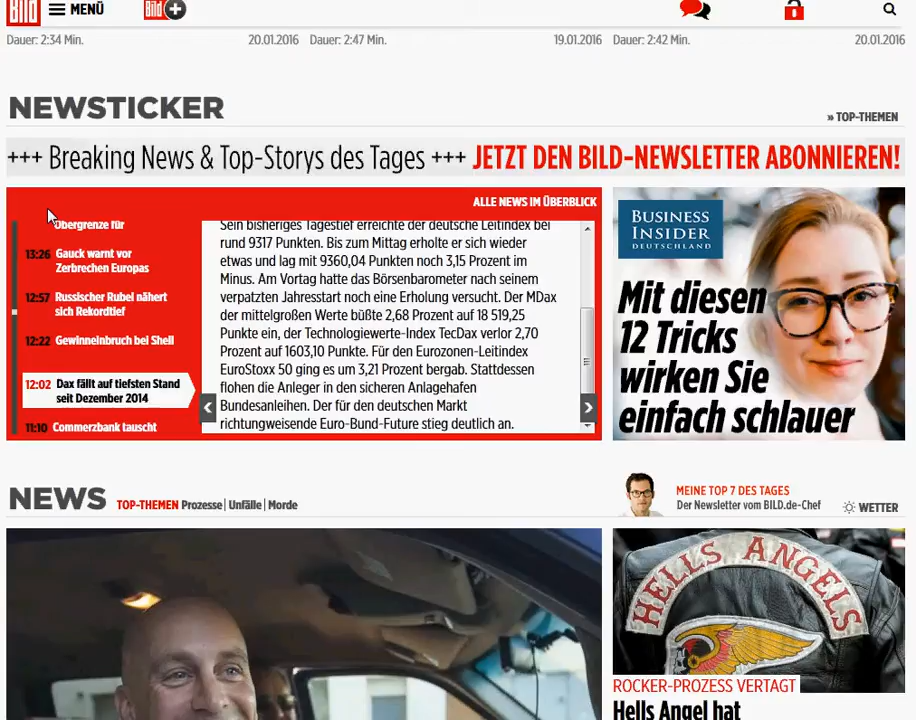 Bild
MENÜ
Bild
Dauer: 2:34 Min.
20.01.2016
Dauer: 2:47 Min.
19.01.2016
Dauer: 2:42 Min.
20.01.2016
NEWSTICKER
» TOP-THEMEN
+++ Breaking News & Top-Storys des Tages +++ JETZT DEN BILD-NEWSLETTER ABONNIEREN!
ALLE NEWS IM ÜBERBLICK
Obergrenze für
13:26 Gauck warnt vor
Zerbrechen Europas
12:57 Russischer Rubel nähert
sich Rekordtief
12:22 Gewinneinbruch bei Shell
12:02 Dax fällt auf tiefsten Stand
seit Dezember 2014
11:10 Commerzbank tauscht
Sein bisheriges Tagestief erreichte der deutsche Leitindex bei
rund 9317 Punkten. Bis zum Mittag erholte er sich wieder
etwas und lag mit 9360,04 Punkten noch 3,15 Prozent im
Minus. Am Vortag hatte das Börsenbarometer nach seinem
verpatzten Jahresstart noch eine Erholung versucht. Der MDax
der mittelgroßen Werte büßte 2,68 Prozent auf 18 519,25
Punkte ein, der Technologiewerte-Index TecDax verlor 2,70
Prozent auf 1603,10 Punkte. Für den Eurozonen-Leitindex
EuroStoxx 50 ging es um 3,21 Prozent bergab. Stattdessen
flohen die Anleger in den sicheren Anlagehafen
Bundesanleihen. Der für den deutschen Markt
richtungweisende Euro-Bund-Future stieg deutlich an.
BUSINESS
INSIDER
DEUTSCHLAND
Mit diesen
12 Tricks
wirken Sie
einfach schlauer
NEWS
TOP-THEMEN Prozesse | Unfälle | Morde
MEINE TOP 7 DES TAGES
Der Newsletter vom BILD.de-Chef
WETTER
HELLS ANGELS
ROCKER-PROZESS VERTAGT
Hells Angel hat